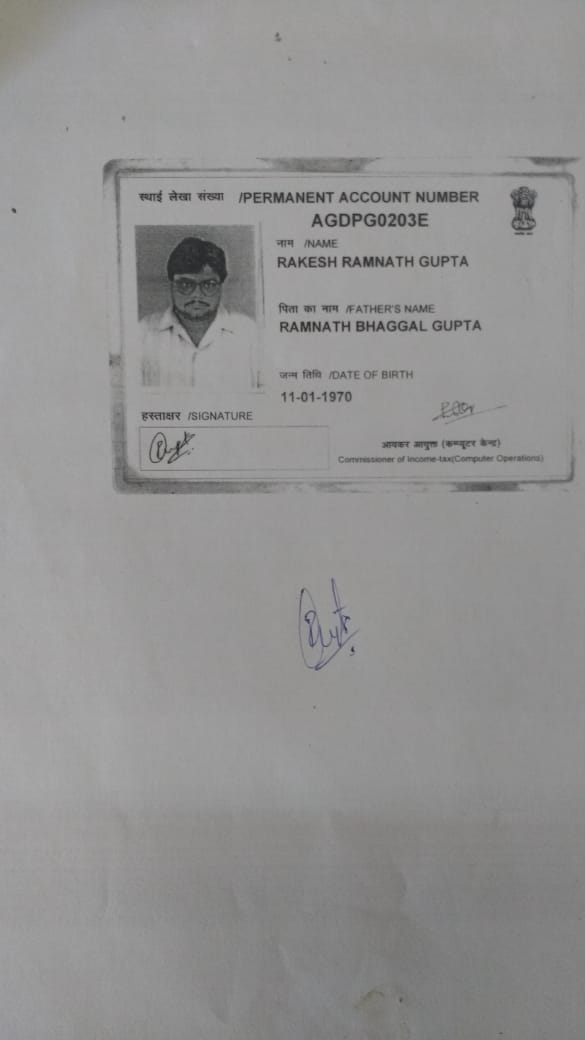 स्थाई लेखा संख्या /PERMANENT ACCOUNT NUMBER
AGDPG0203E
नाम /NAME
RAKESH RAMNATH GUPTA
पिता का नाम /FATHER'S NAME
RAMNATH BHAGGAL GUPTA
जन्म तिथि /DATE OF BIRTH
11-01-1970
हस्ताक्षर /SIGNATURE
आयकर आयुक्त (कम्प्यूटर केन्द्र)
Commissioner of Income-tax(Computer Operations)